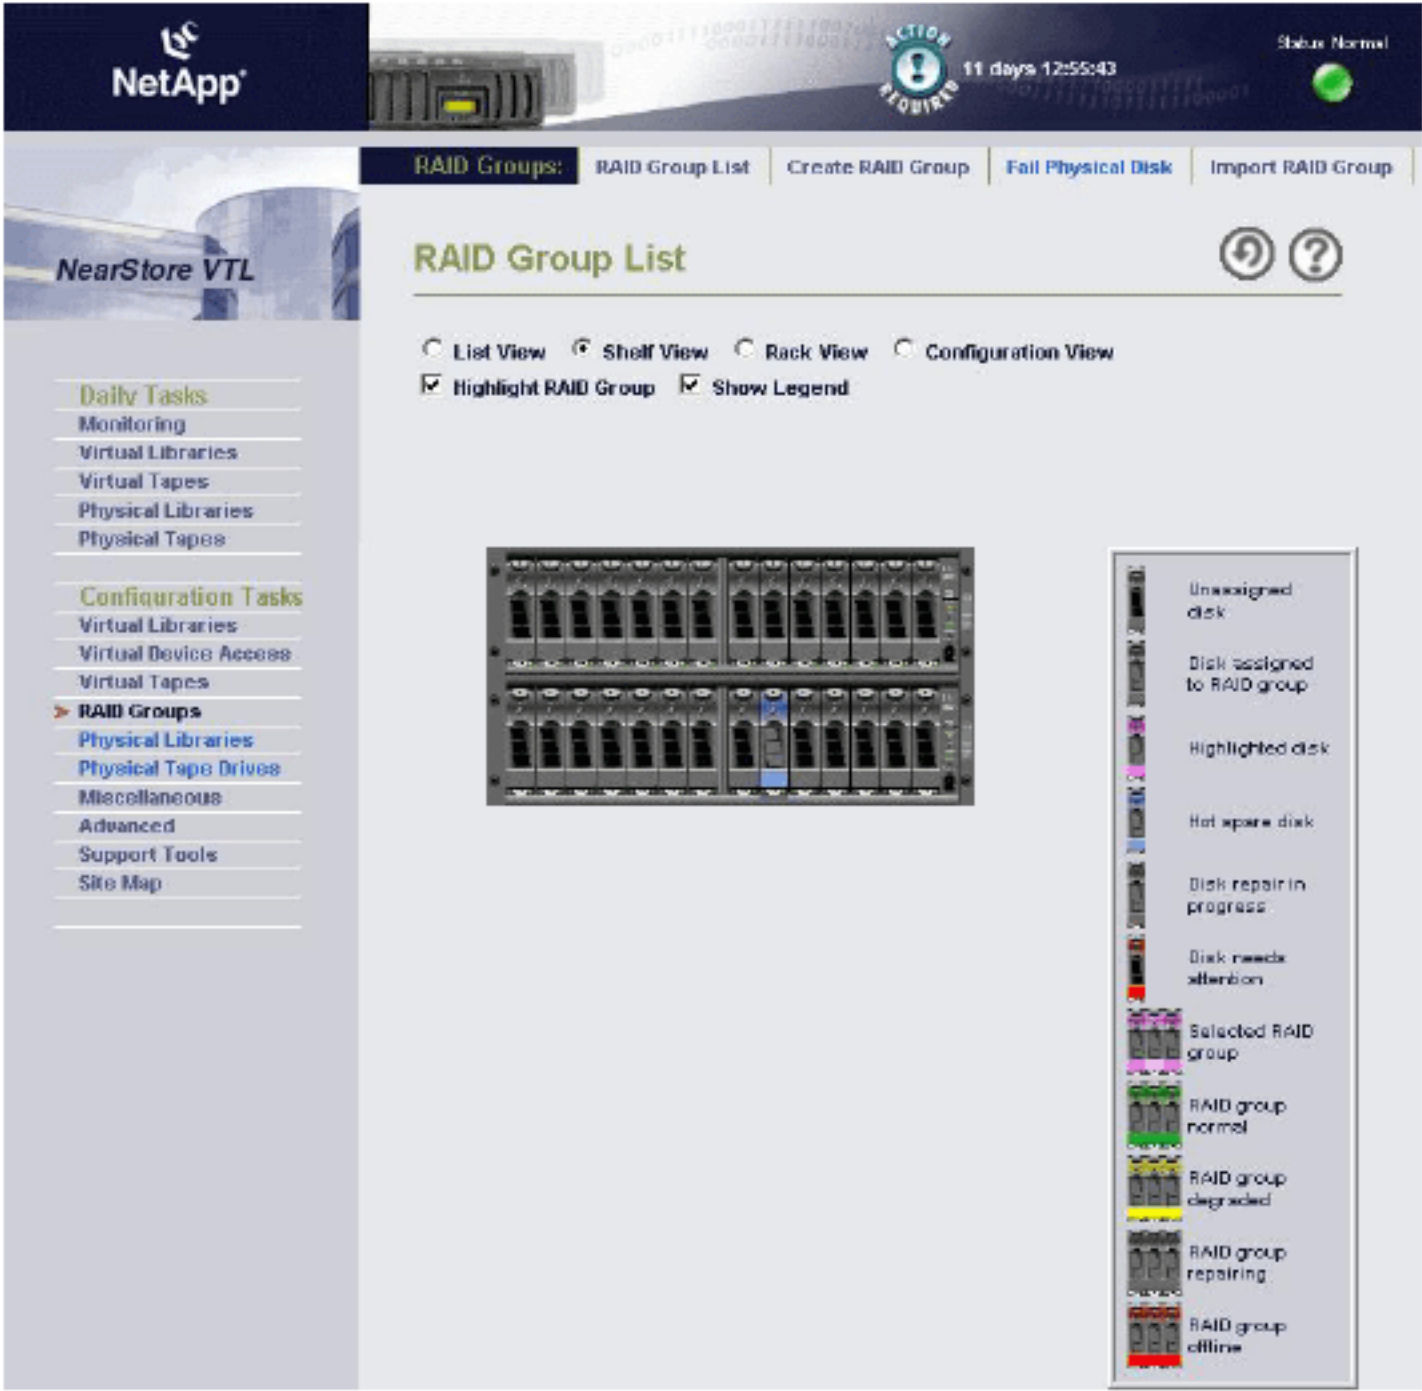 NetApp
ACTION REQUIRED
11 days 12:55:43
Status Normal
NearStore VTL
RAID Groups:
RAID Group List
Create RAID Group
Fail Physical Disk
Import RAID Group
RAID Group List
List View
Shelf View
Rack View
Configuration View
Highlight RAID Group
Show Legend
Daily Tasks
Monitoring
Virtual Libraries
Virtual Tapes
Physical Libraries
Physical Tapes
Configuration Tasks
Virtual Libraries
Virtual Device Access
Virtual Tapes
RAID Groups
Physical Libraries
Physical Tape Drives
Miscellaneous
Advanced
Support Tools
Site Map
Unassigned
disk
Disk assigned
to RAID group
Highlighted disk
Hot spare disk
Disk repair in
progress
Disk needs
attention
Selected RAID
group
RAID group
normal
RAID group
degraded
RAID group
repairing
RAID group
offline